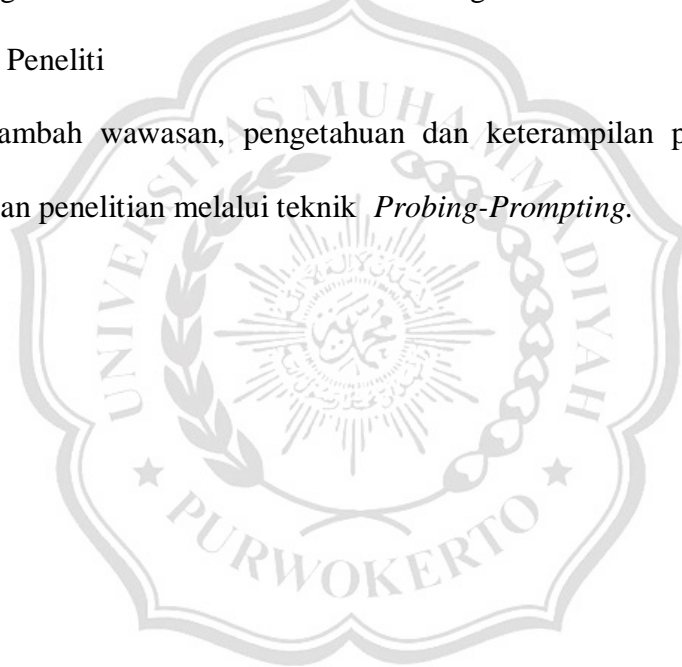 Peneliti
ambah wawasan, pengetahuan dan keterampilan p
an penelitian melalui teknik Probing-Prompting.
UNIVERSITAS MUHAMMADIYAH
PURWOKERTO